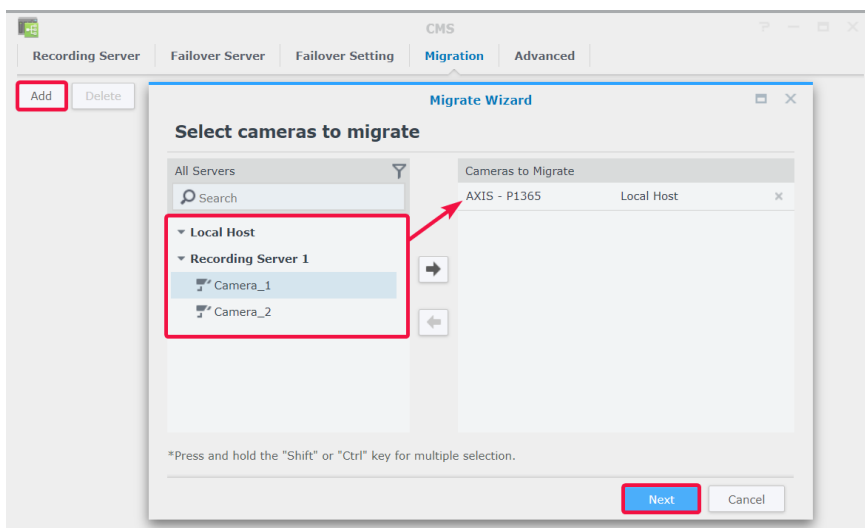 CMS
Recording Server Failover Server Failover Setting Migration Advanced
Add Delete
Migrate Wizard
Select cameras to migrate
All Servers
Cameras to Migrate
Search
AXIS - P1365 Local Host
Local Host
Recording Server 1
Camera_1
Camera_2
*Press and hold the "Shift" or "Ctrl" key for multiple selection.
Next Cancel